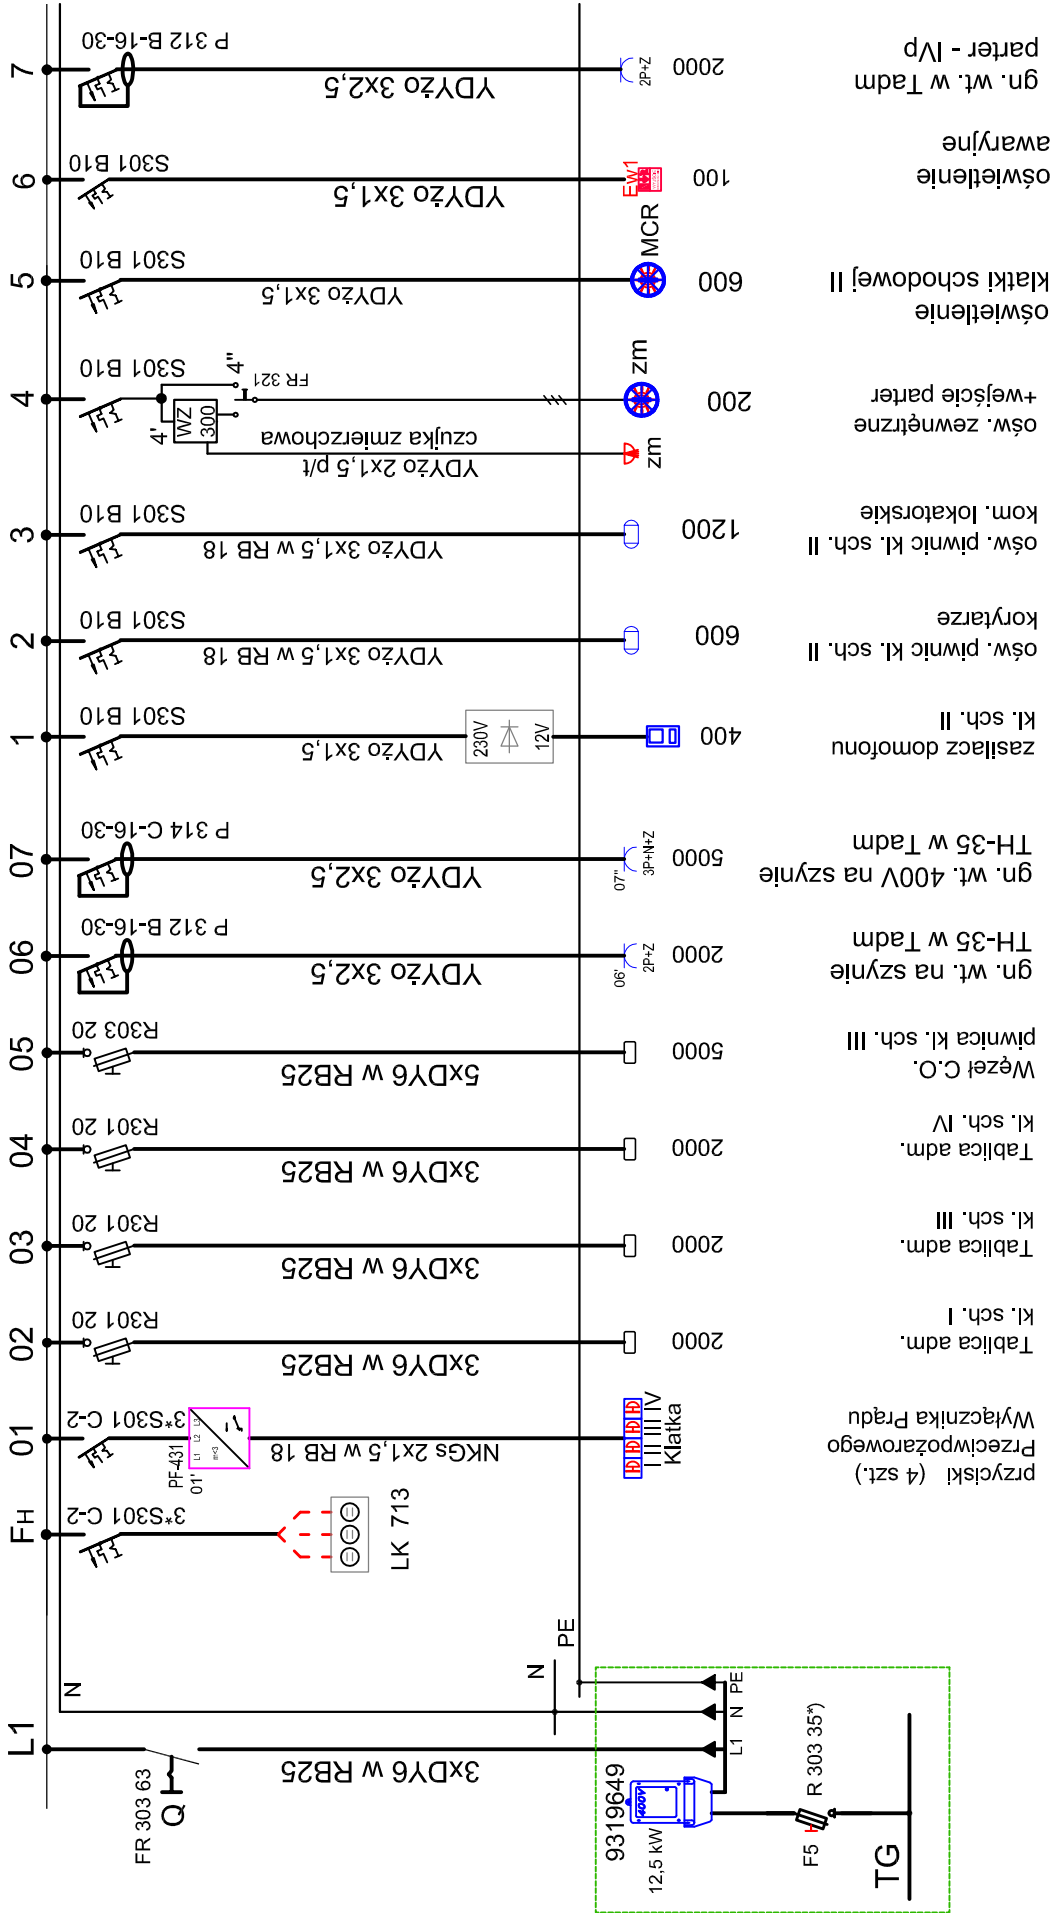 L1
FR 303 63
Q
3xDY6 w RB25
N
N
PE
L1
N
PE
9319649
12,5 kW
400V
F5
R 303 35*)
TG
FH
3*S301 C-2
LK 713
01
3*S301 C-2
PF-431
01'
L1 L2 L3
NKGs 2x1,5 w RB 18
I II III IV
Klatka
przyciski (4 szt.)
Przeciwpożarowego
Wyłącznika Prądu
02
R301 20
3xDY6 w RB25
2000
Tablica adm.
kl. sch. I
03
R301 20
3xDY6 w RB25
2000
Tablica adm.
kl. sch. III
04
R301 20
3xDY6 w RB25
2000
Tablica adm.
kl. sch. IV
05
R303 20
5xDY6 w RB25
5000
Węzeł C.O.
piwnica kl. sch. III
06
P 312 B-16-30
YDYżo 3x2,5
06'
2P+Z
2000
gn. wt. na szynie
TH-35 w Tadm
07
P 314 C-16-30
YDYżo 3x2,5
07"
3P+N+Z
5000
gn. wt. 400V na szynie
TH-35 w Tadm
1
S301 B10
YDYżo 3x1,5
230V
12V
400
zasilacz domofonu
kl. sch. II
2
S301 B10
YDYżo 3x1,5 w RB 18
600
ośw. piwnic kl. sch. II
korytarze
3
S301 B10
YDYżo 3x1,5 w RB 18
1200
ośw. piwnic kl. sch. II
kom. lokatorskie
4
S301 B10
4'
WZ
300
4"
FR 321
czujka zmierzchowa
YDYżo 2x1,5 p/t
zm
zm
200
ośw. zewnętrzne
+wejście parter
5
S301 B10
YDYżo 3x1,5
MCR
600
oświetlenie
klatki schodowej II
6
S301 B10
YDYżo 3x1,5
EW1
100
oświetlenie
awaryjne
7
P 312 B-16-30
YDYżo 3x2,5
2P+Z
2000
gn. wt. w Tadm
parter - IVp